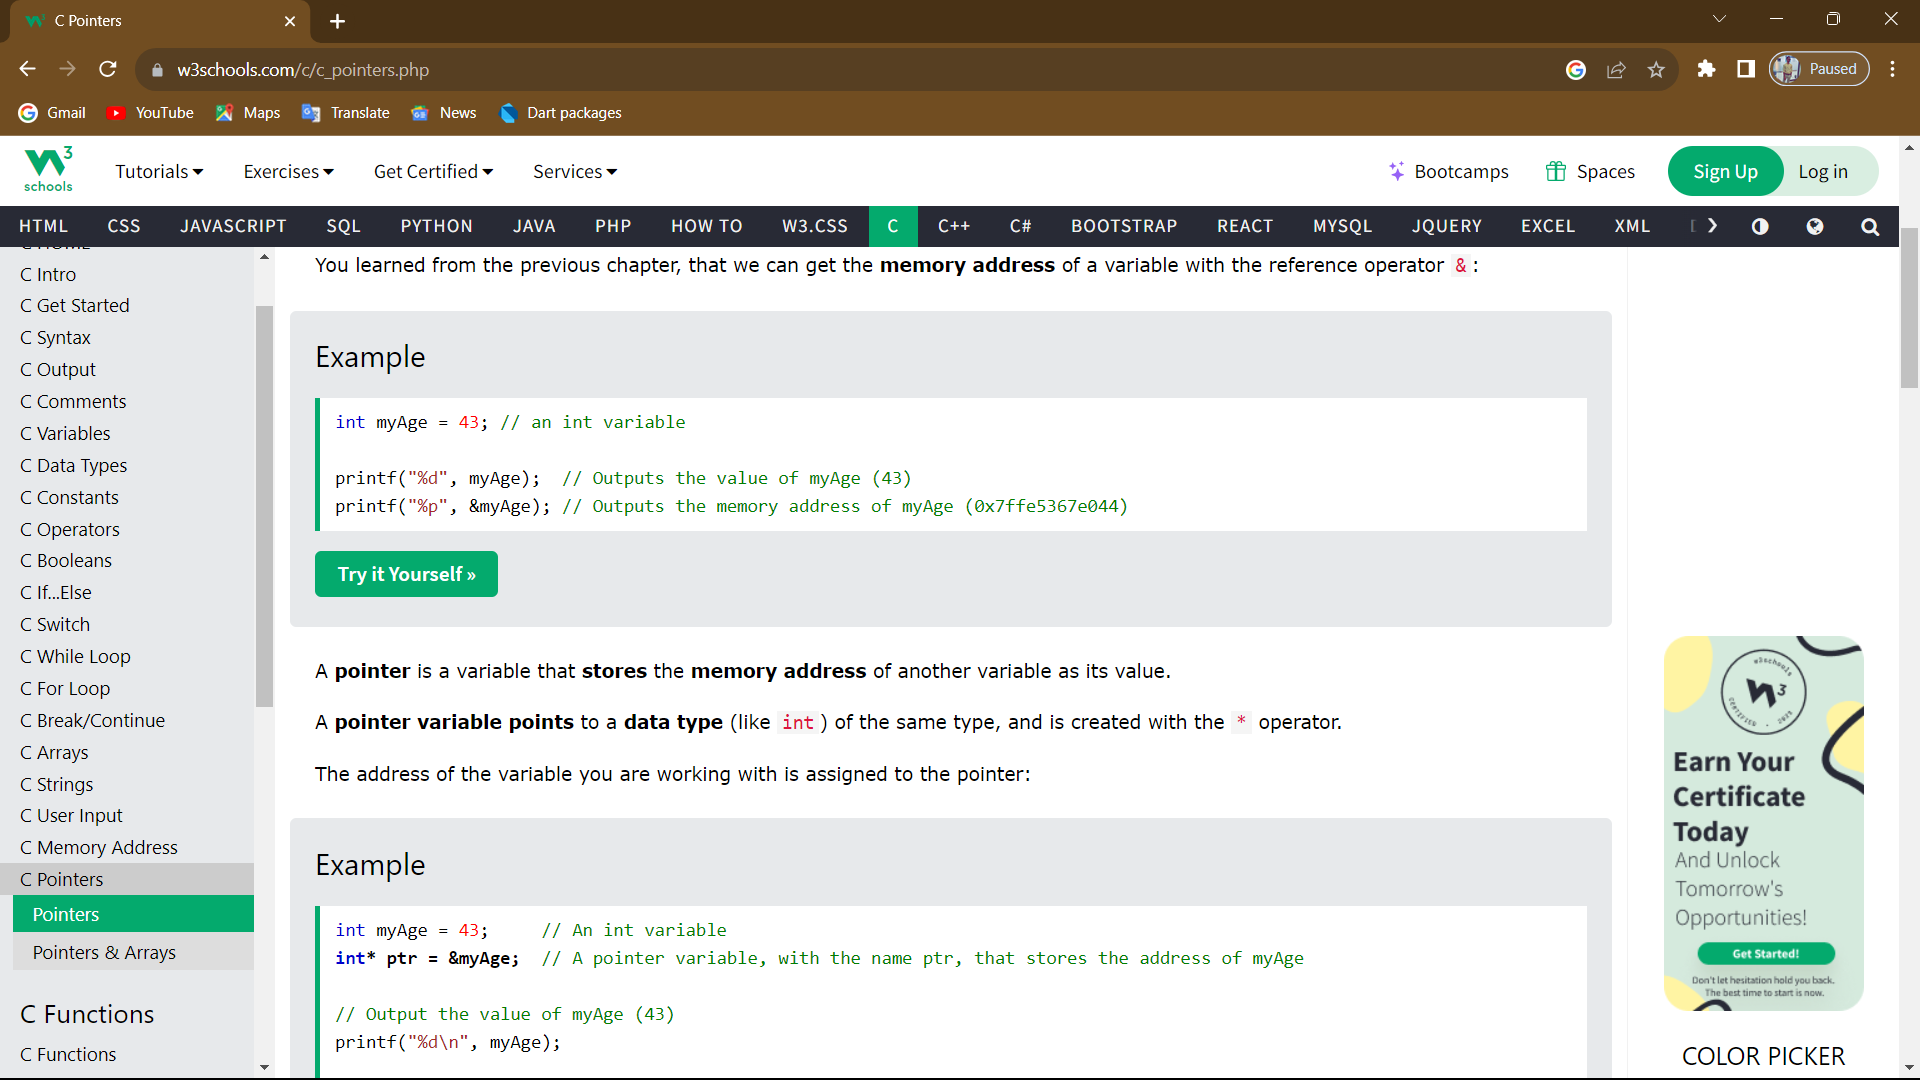 C Pointers
w3schools.com/c/c_pointers.php
Paused
Gmail
YouTube
Maps
Translate
News
Dart packages
W3 schools
Tutorials
Exercises
Get Certified
Services
Bootcamps
Spaces
Sign Up
Log in
HTML
CSS
JAVASCRIPT
SQL
PYTHON
JAVA
PHP
HOW TO
W3.CSS
C
C++
C#
BOOTSTRAP
REACT
MYSQL
JQUERY
EXCEL
XML
C HOME
C Intro
C Get Started
C Syntax
C Output
C Comments
C Variables
C Data Types
C Constants
C Operators
C Booleans
C If...Else
C Switch
C While Loop
C For Loop
C Break/Continue
C Arrays
C Strings
C User Input
C Memory Address
C Pointers
Pointers
Pointers & Arrays
C Functions
C Functions
You learned from the previous chapter, that we can get the memory address of a variable with the reference operator & :
Example
int myAge = 43; // an int variable
printf("%d", myAge);  // Outputs the value of myAge (43)
printf("%p", &myAge); // Outputs the memory address of myAge (0x7ffe5367e044)
Try it Yourself »
A pointer is a variable that stores the memory address of another variable as its value.
A pointer variable points to a data type (like int ) of the same type, and is created with the * operator.
The address of the variable you are working with is assigned to the pointer:
Example
int myAge = 43;     // An int variable
int* ptr = &myAge;  // A pointer variable, with the name ptr, that stores the address of myAge
// Output the value of myAge (43)
printf("%d\n", myAge);
w3schools
W3
CERTIFIED . 2023
Earn Your
Certificate
Today
And Unlock
Tomorrow's
Opportunities!
Get Started!
Don't let hesitation hold you back.
The best time to start is now.
COLOR PICKER